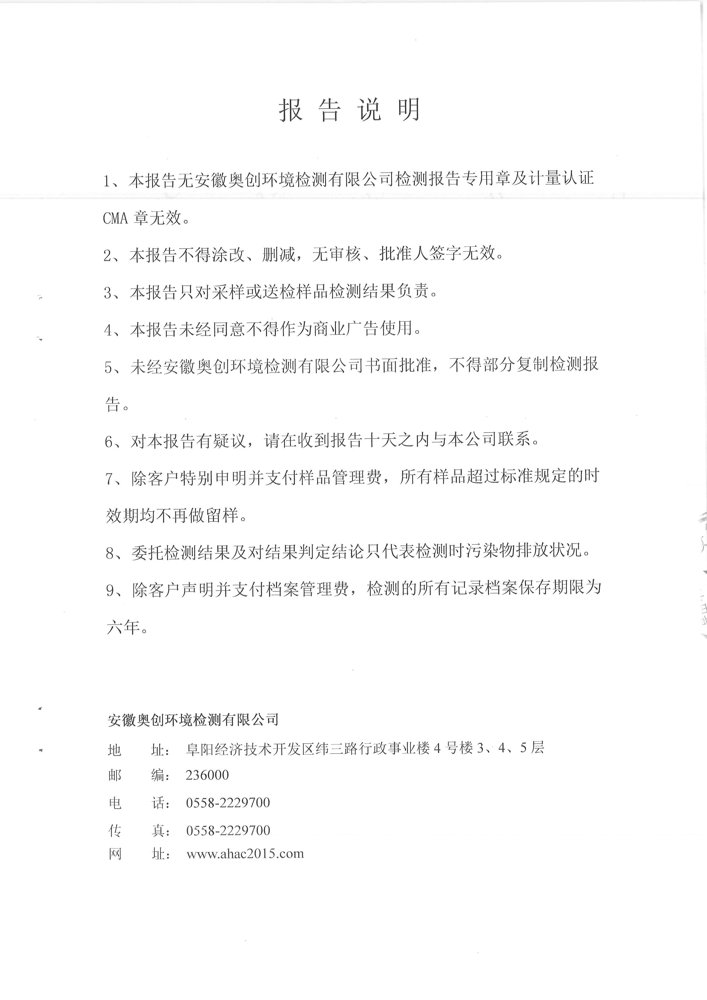 报 告 说 明
1、本报告无安徽奥创环境检测有限公司检测报告专用章及计量认证
CMA 章无效。
2、本报告不得涂改、删减，无审核、批准人签字无效。
3、本报告只对采样或送检样品检测结果负责。
4、本报告未经同意不得作为商业广告使用。
5、未经安徽奥创环境检测有限公司书面批准，不得部分复制检测报
告。
6、对本报告有疑议，请在收到报告十天之内与本公司联系。
7、除客户特别申明并支付样品管理费，所有样品超过标准规定的时
效期均不再做留样。
8、委托检测结果及对结果判定结论只代表检测时污染物排放状况。
9、除客户声明并支付档案管理费，检测的所有记录档案保存期限为
六年。
安徽奥创环境检测有限公司
地 址： 阜阳经济技术开发区纬三路行政事业楼 4 号楼 3、4、5 层
邮 编： 236000
电 话： 0558-2229700
传 真： 0558-2229700
网 址： www.ahac2015.com